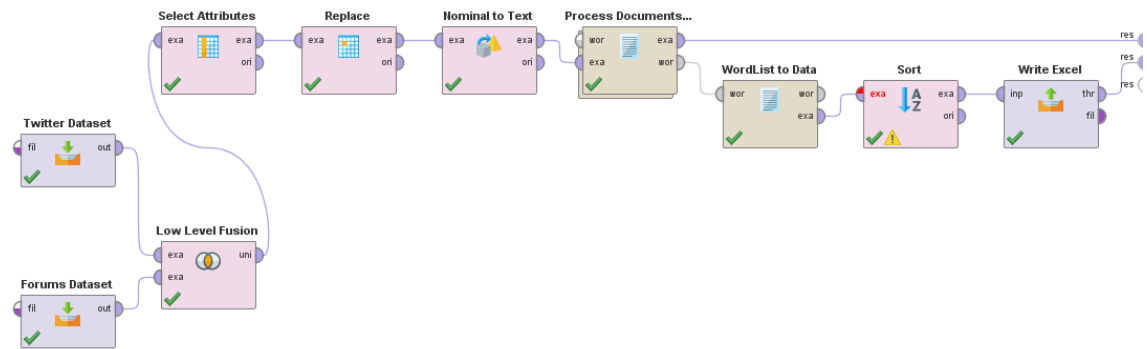 Select Attributes
exa exa
ori
Replace
exa exa
ori
Nominal to Text
exa exa
ori
Process Documents...
wor exa
exa wor
res
res
res
WordList to Data
wor wor
exa
Sort
exa exa
ori
A
Z
Write Excel
inp thr
fil
Twitter Dataset
fil out
Low Level Fusion
exa uni
exa
Forums Dataset
fil out